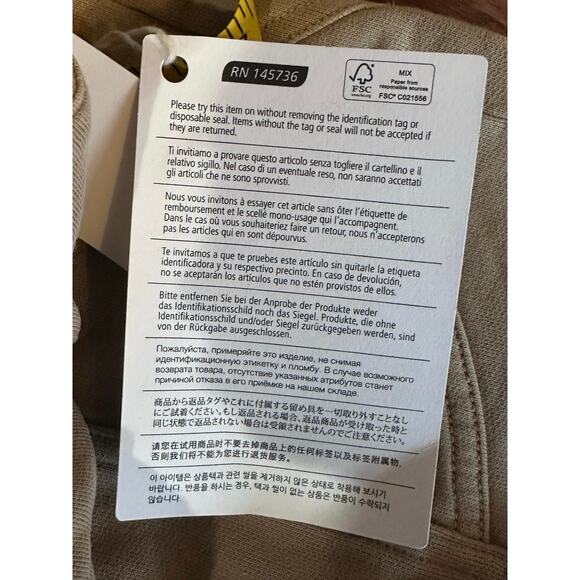 RN 145736
FSC
www.fsc.org
MIX
Paper from
responsible sources
FSC® C021556
Please try this item on without removing the identification tag or
disposable seal. Items without the tag or seal will not be accepted if
they are returned.
Ti invitiamo a provare questo articolo senza togliere il cartellino e il
relativo sigillo. Nel caso di un eventuale reso, non saranno accettati
gli articoli che ne sono sprovvisti.
Nous vous invitons à essayer cet article sans ôter l'étiquette de
remboursement et le scellé mono-usage qui l'accompagnent.
Dans le cas où vous souhaiteriez faire un retour, nous n'accepterons
pas les articles qui en sont dépourvus.
Te invitamos a que te pruebes este artículo sin quitarle la etiqueta
identificadora y su respectivo precinto. En caso de devolución,
no se aceptarán los artículos que no estén provistos de ellos.
Bitte entfernen Sie bei der Anprobe der Produkte weder
das Identifikationsschild noch das Siegel. Produkte, die ohne
Identifikationsschild und/oder Siegel zurückgegeben werden, sind
von der Rückgabe ausgeschlossen.
Пожалуйста, примеряйте это изделие, не снимая
идентификационную этикетку и пломбу. В случае возможного
возврата товара, отсутствие указанных атрибутов станет
причиной отказа в его приёмке на нашем складе.
商品から返品タグやこれに付属する留め具を一切取り外すことなし
にご試着ください。もし返品される場合、返品商品が受け取った時と
同じ状態で返品されない場合は受領されませんのでご注意ください。
请您在试用商品时不要去掉商品上的任何标签以及标签附属物,
否则我们将不能为您进行退货服务。
이 아이템은 상품택과 관련 씰을 제거하지 않은 상태로 착용해 보시기
바랍니다. 반품을 하시는 경우, 택과 씰이 없는 상품은 반품이 수락되지
않습니다.